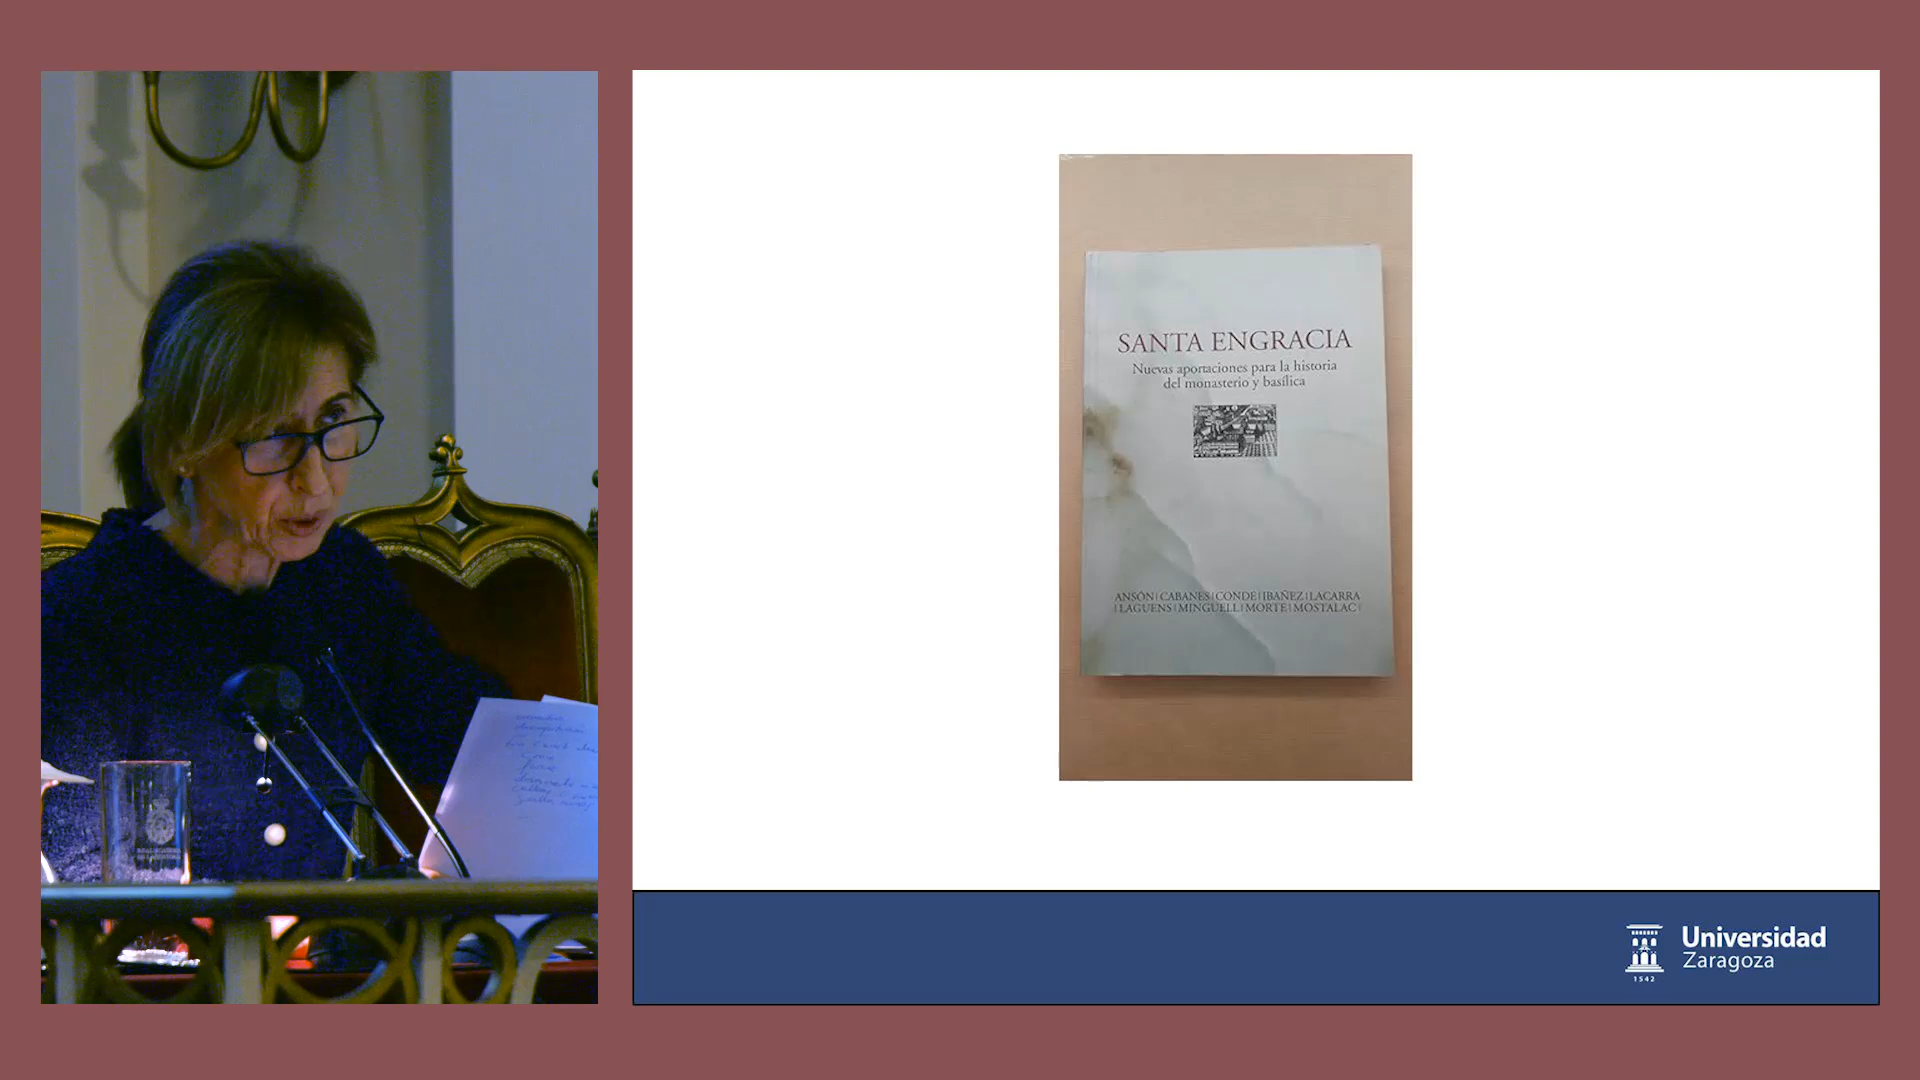 SANTA ENGRACIA
Nuevas aportaciones para la historia
del monasterio y basílica
ANSÓN | CABANES | CONDE | IBAÑEZ | LACARRA
| LAGUENS | MINGUELL | MORTE | MOSTALAC |
Universidad
Zaragoza
1542